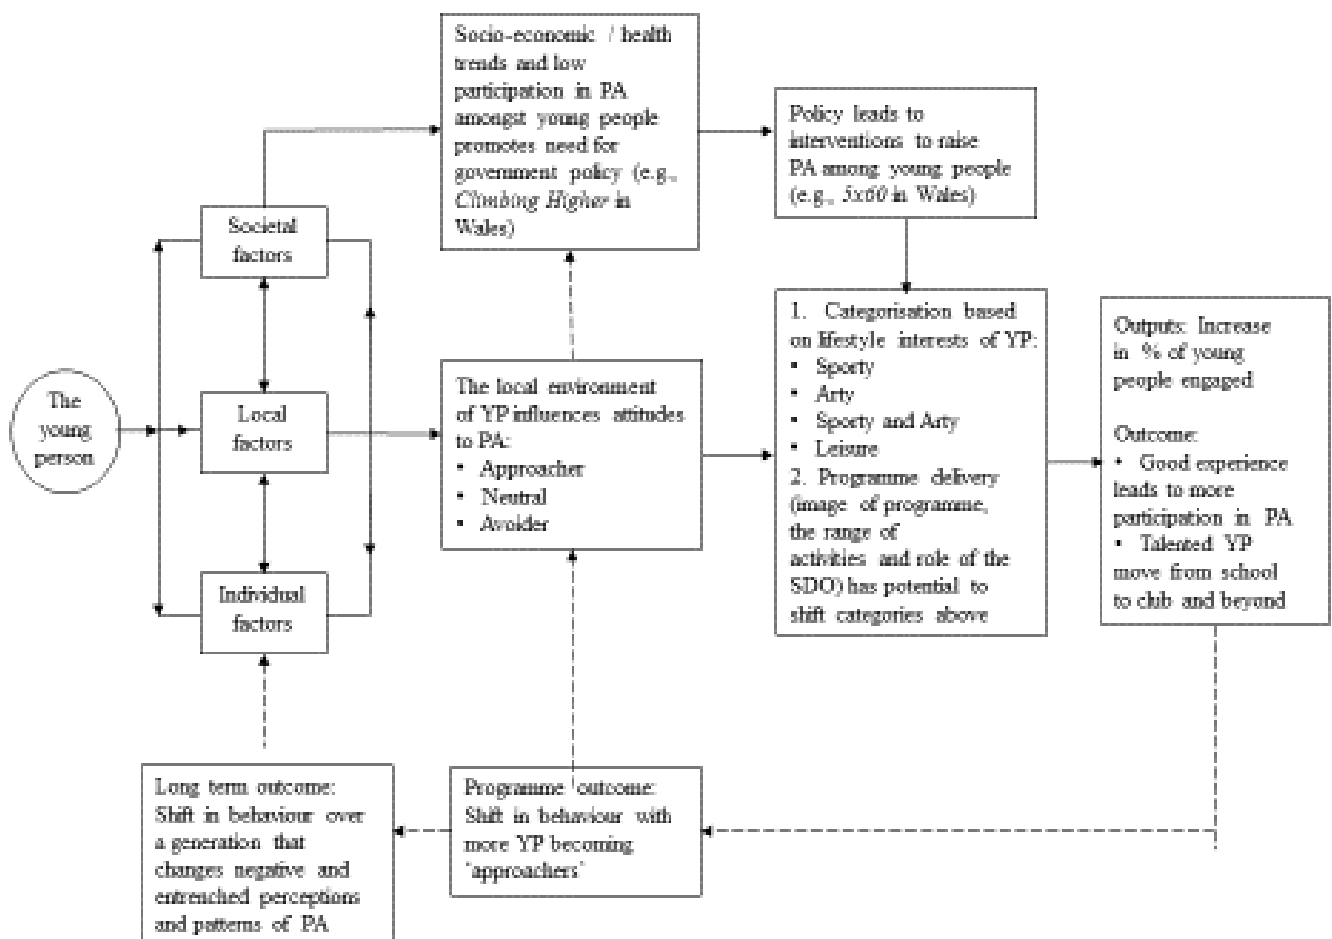 Socio-economic / health
trends and low
participation in PA
amongst young people
promotes need for
government policy (e.g.,
Climbing Higher in
Wales)
Policy leads to
interventions to raise
PA among young people
(e.g., 5x60 in Wales)
Societal
factors
The
young
person
Local
factors
Individual
factors
The local environment
of YP influences attitudes
to PA:
• Approacher
• Neutral
• Avoider
1. Categorisation based
on lifestyle interests of YP:
• Sporty
• Arty
• Sporty and Arty
• Leisure
2. Programme delivery
(image of programme,
the range of
activities and role of the
SDO) has potential to
shift categories above
Outputs: Increase
in % of young
people engaged
Outcome:
• Good experience
leads to more
participation in PA
• Talented YP
move from school
to club and beyond
Long term outcome:
Shift in behaviour over
a generation that
changes negative and
entrenched perceptions
and patterns of PA
Programme outcome:
Shift in behaviour with
more YP becoming
'approachers'